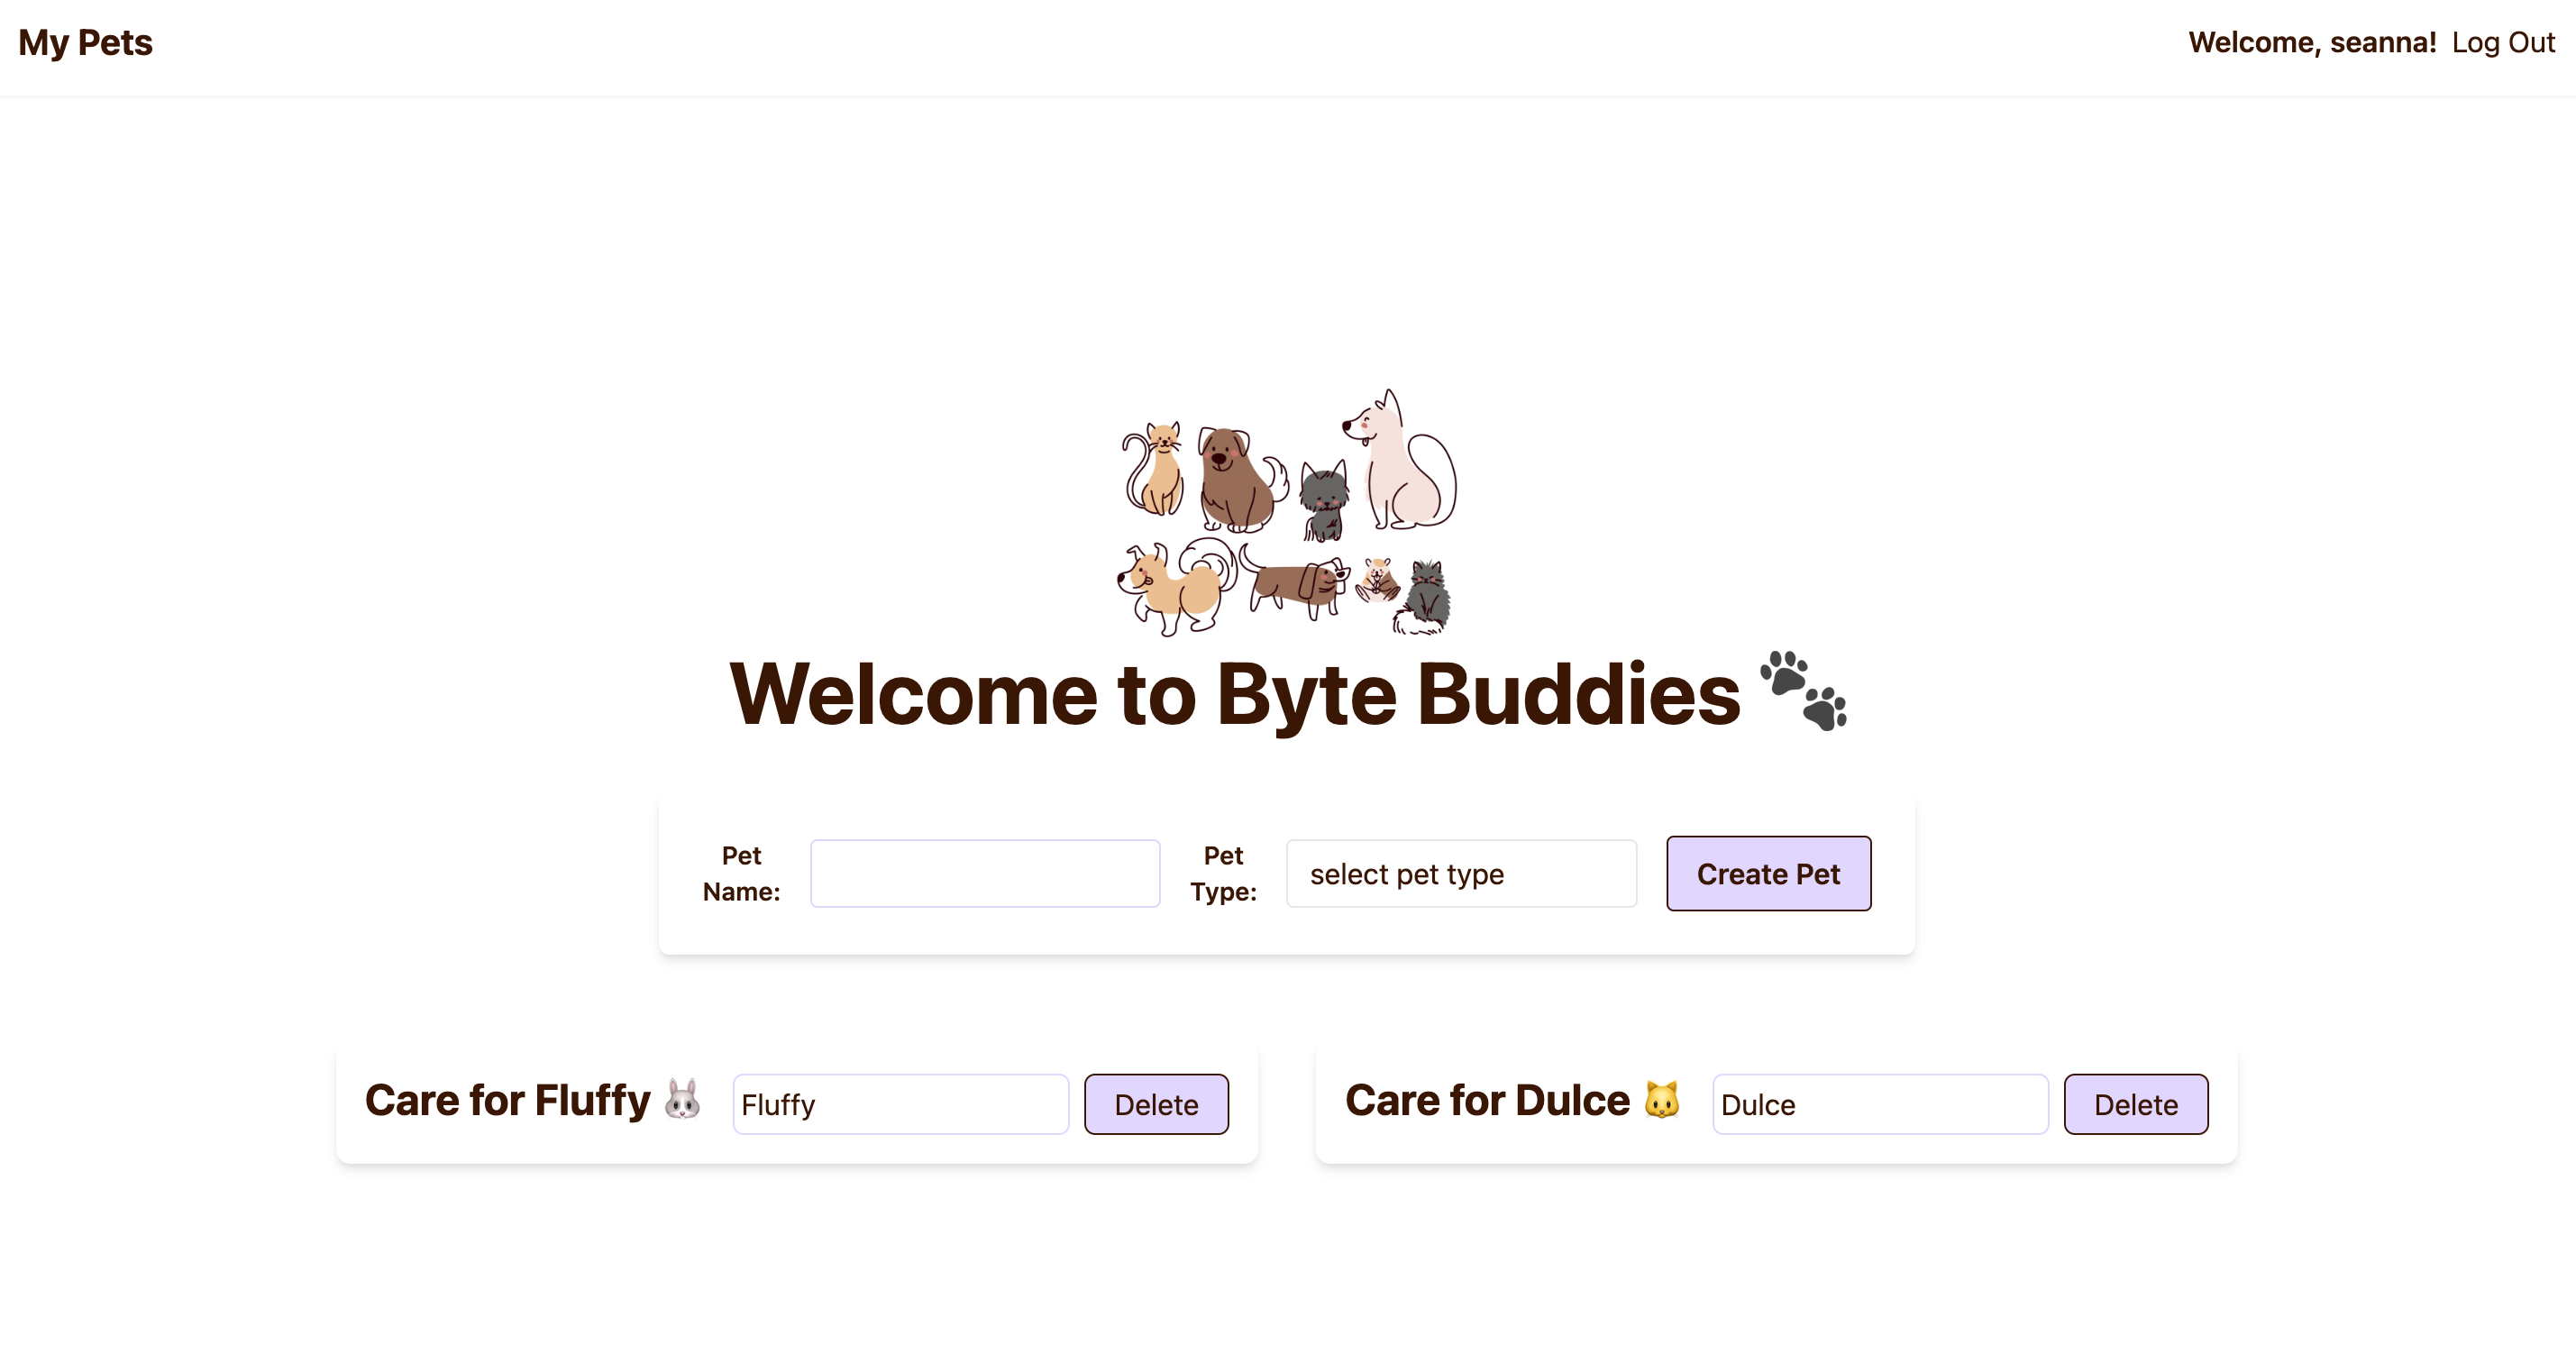 My Pets
Welcome, seanna! Log Out
Welcome to Byte Buddies
Pet
Name:
Pet
Type:
select pet type
Create Pet
Care for Fluffy
Fluffy
Delete
Care for Dulce
Dulce
Delete